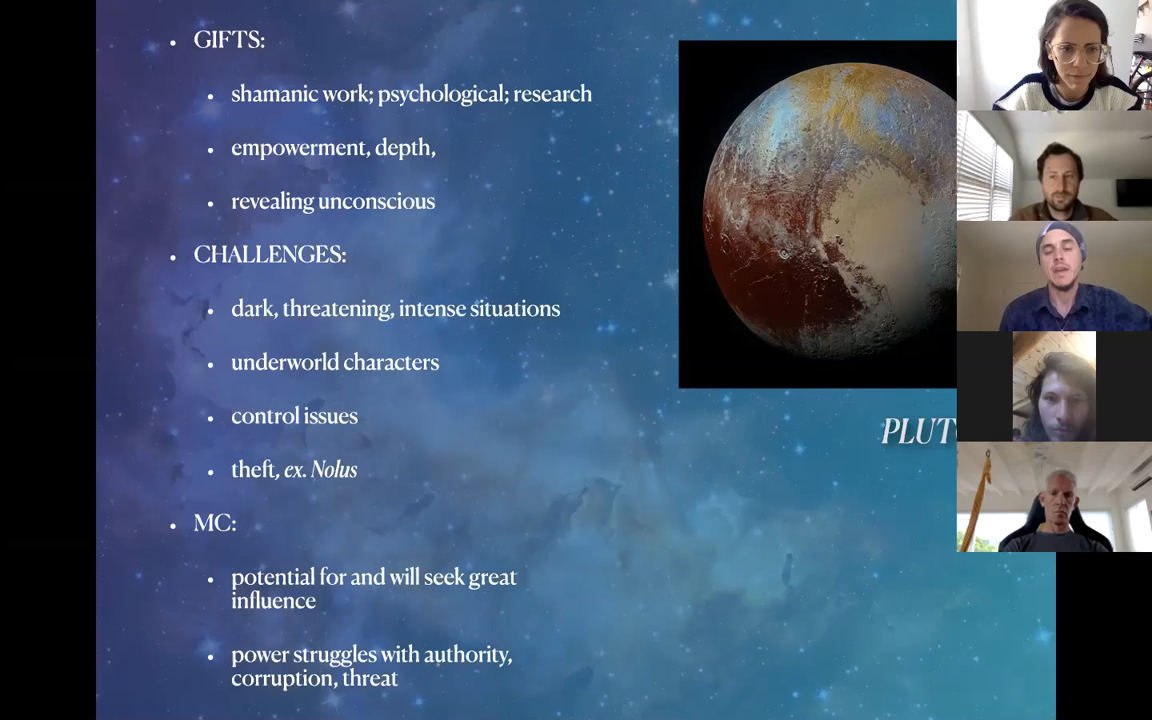 GIFTS:
shamanic work; psychological; research
empowerment, depth,
revealing unconscious
CHALLENGES:
dark, threatening, intense situations
underworld characters
control issues
theft, ex. Nolus
MC:
potential for and will seek great
influence
power struggles with authority,
corruption, threat
PLUT